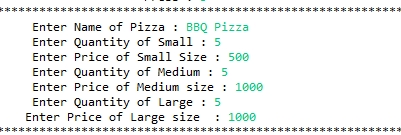 ****************************************************
Enter Name of Pizza : BBQ Pizza
Enter Quantity of Small : 5
Enter Price of Small Size : 500
Enter Quantity of Medium : 5
Enter Price of Medium size : 1000
Enter Quantity of Large : 5
Enter Price of Large size  : 1000
****************************************************